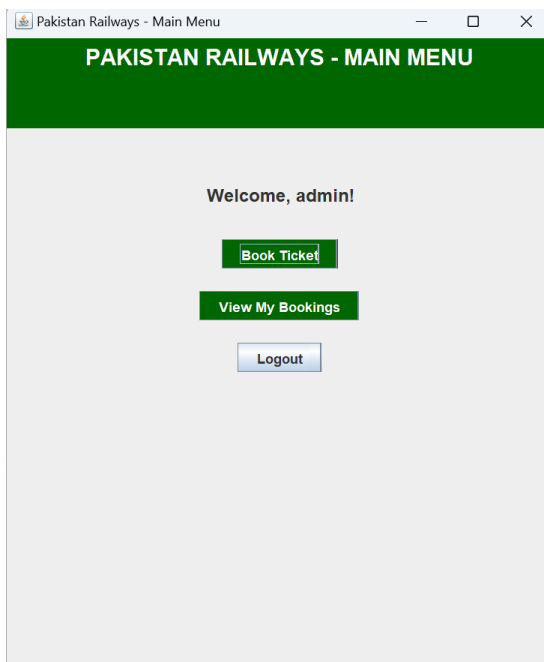 Pakistan Railways - Main Menu
PAKISTAN RAILWAYS - MAIN MENU
Welcome, admin!
Book Ticket
View My Bookings
Logout